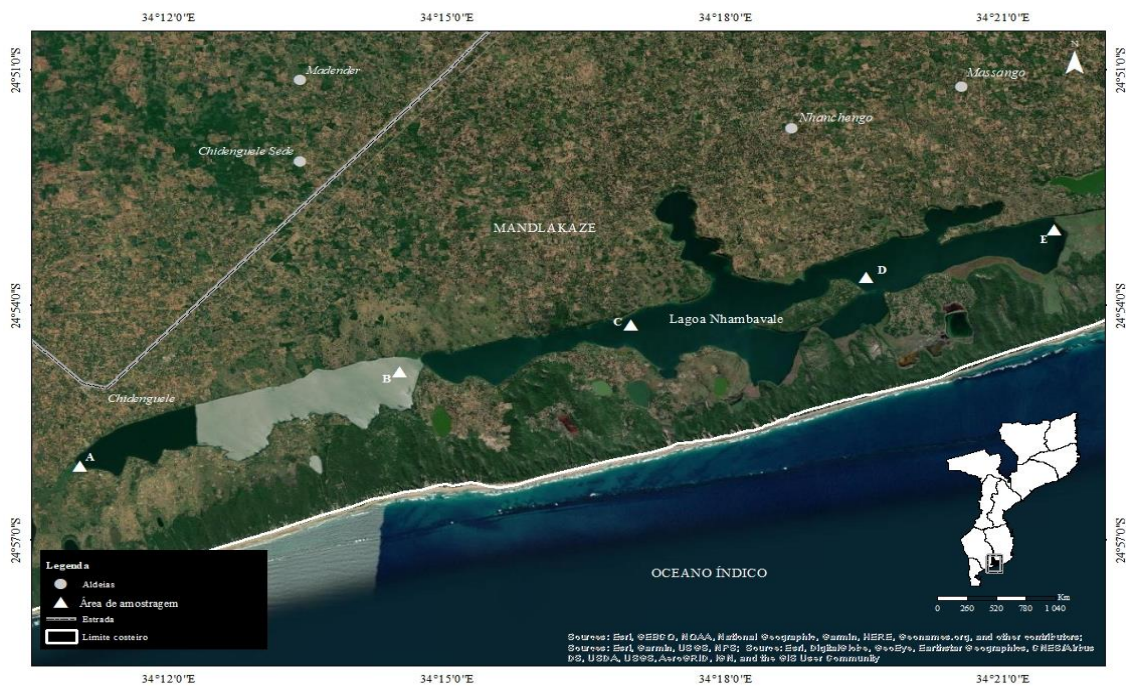 34°12'0"E 34°15'0"E 34°18'0"E 34°21'0"E
24°51'0"S 24°51'0"S
N
Madender
Massango
Nhanchengo
Chidenguele Sede
MANDLAKAZE
E
D
24°54'0"S 24°54'0"S
C Lagoa Nhambavale
B
Chidenguele
A
24°57'0"S 24°57'0"S
OCEANO ÍNDICO
Legenda
Aldeias
Área de amostragem
Estrada
Limite costeiro
Km
0 260 520 780 1 040
Sources: Esri, GEBCO, NOAA, National Geographic, Garmin, HERE, Geonames.org, and other contributors;
Sources: Esri, Garmin, USGS, NPS; Source: Esri, DigitalGlobe, GeoEye, Earthstar Geographics, CNES/Airbus
DS, USDA, USGS, AeroGRID, IGN, and the GIS User Community
34°12'0"E 34°15'0"E 34°18'0"E 34°21'0"E